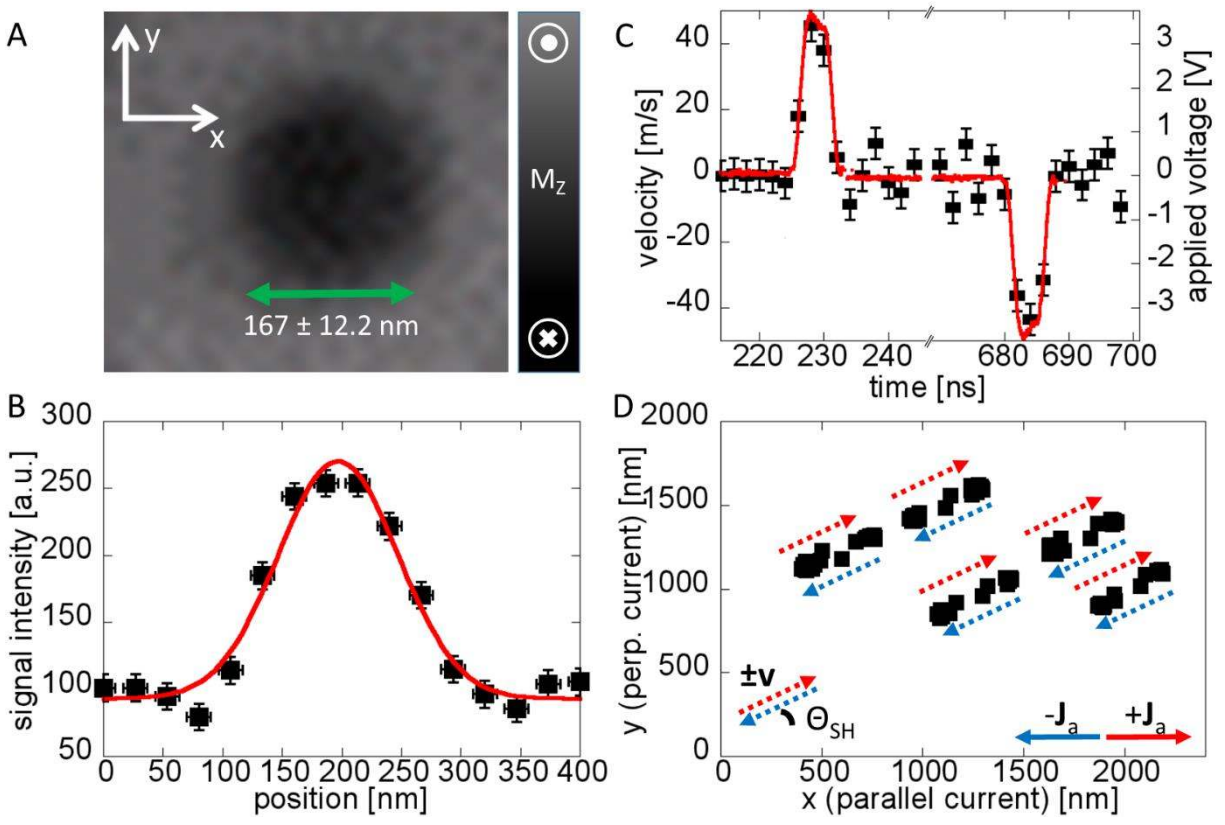 A
y
x
M_Z
167 ± 12.2 nm
B
signal intensity [a.u.]
300
250
200
150
100
50
0 50 100 150 200 250 300 350 400
position [nm]
C
velocity [m/s]
40
20
0
-20
-40
applied voltage [V]
3
2
1
0
-1
-2
-3
220 230 240 680 690 700
time [ns]
D
y (perp. current) [nm]
2000
1500
1000
500
0
±v
Θ_SH
-J_a +J_a
0 500 1000 1500 2000
x (parallel current) [nm]